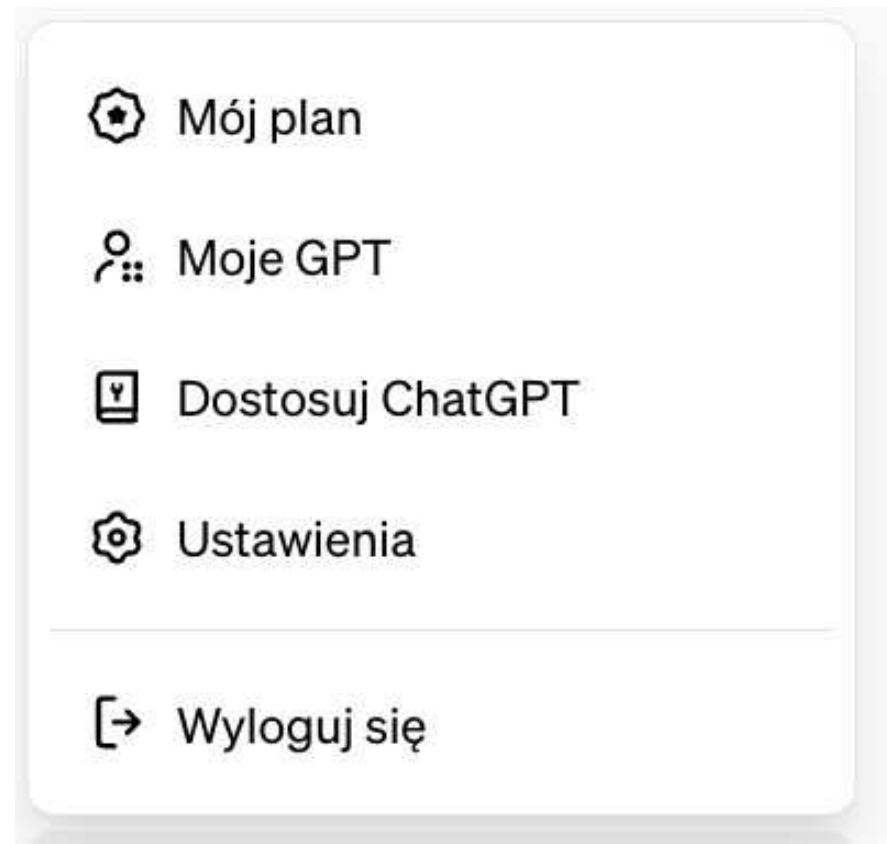 Mój plan
Moje GPT
Dostosuj ChatGPT
Ustawienia
Wyloguj się